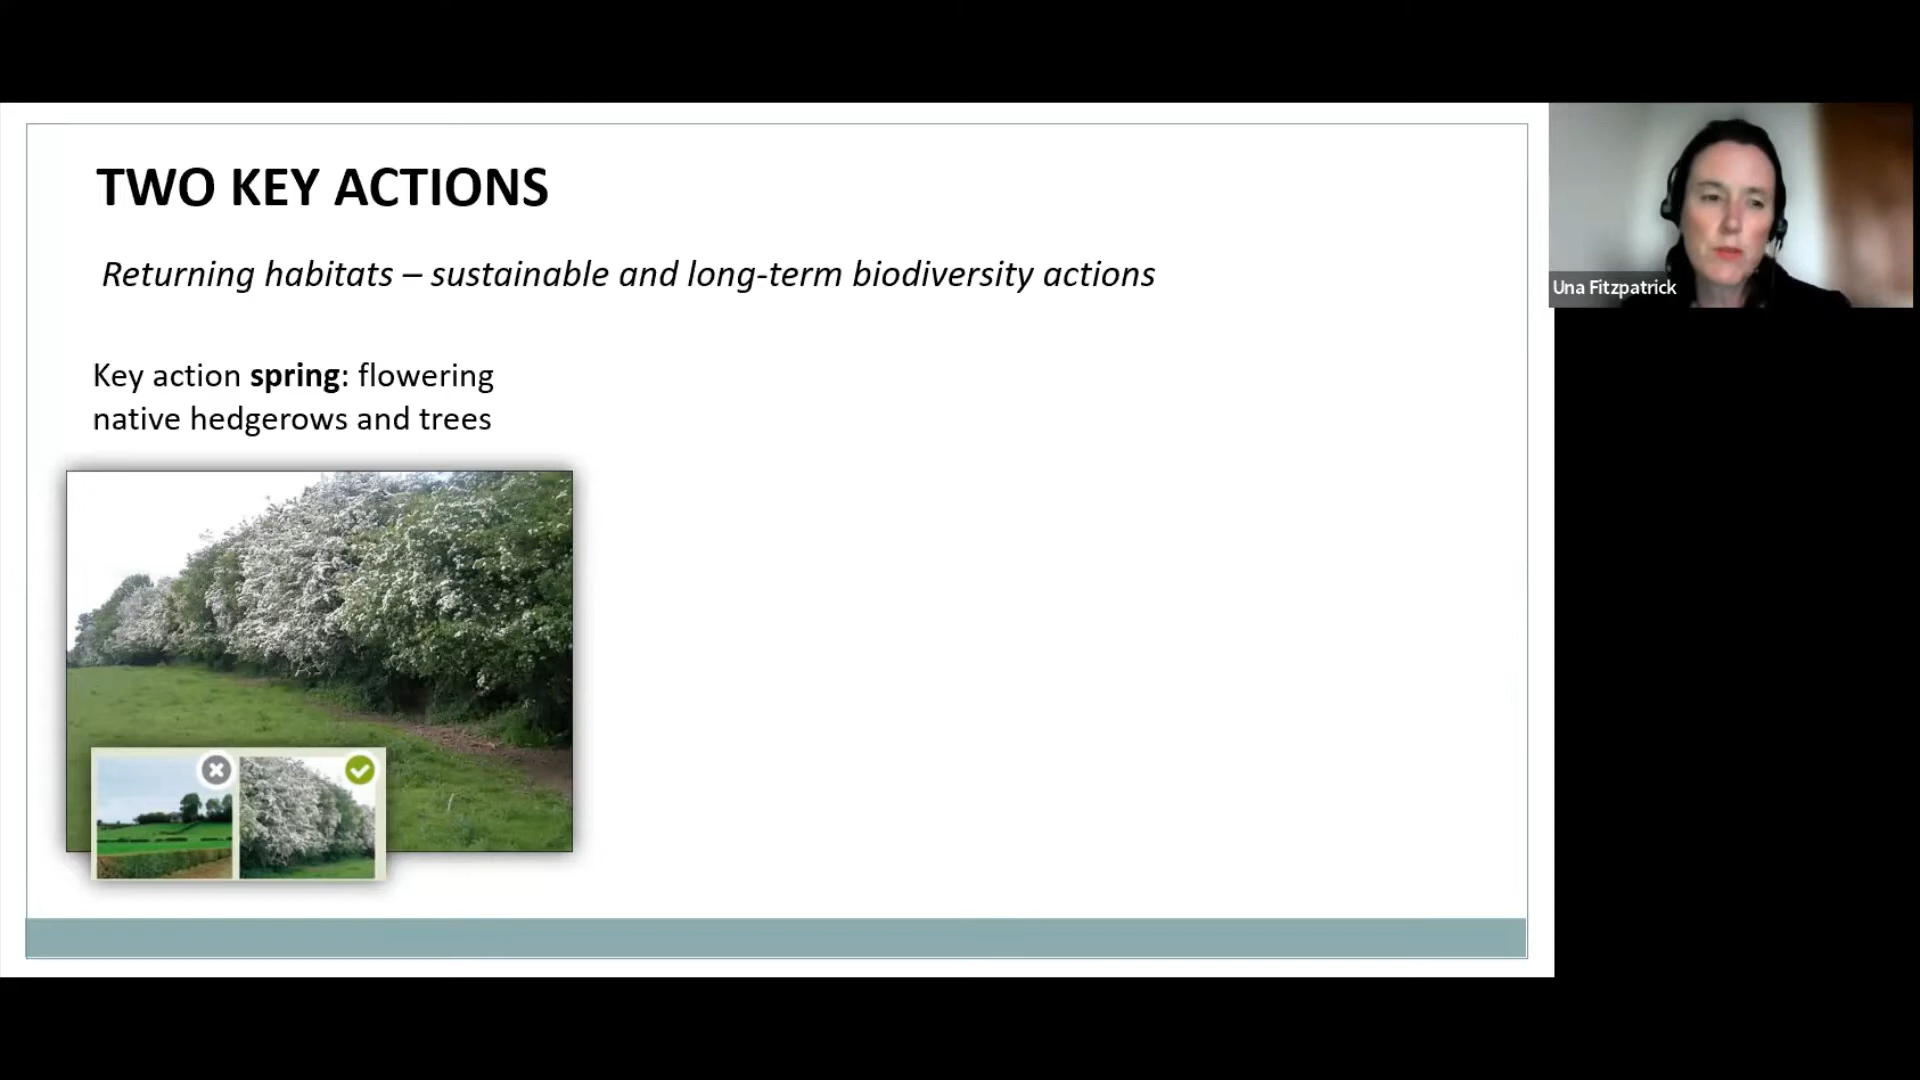 TWO KEY ACTIONS
Returning habitats – sustainable and long-term biodiversity actions
Key action spring: flowering
native hedgerows and trees
Una Fitzpatrick